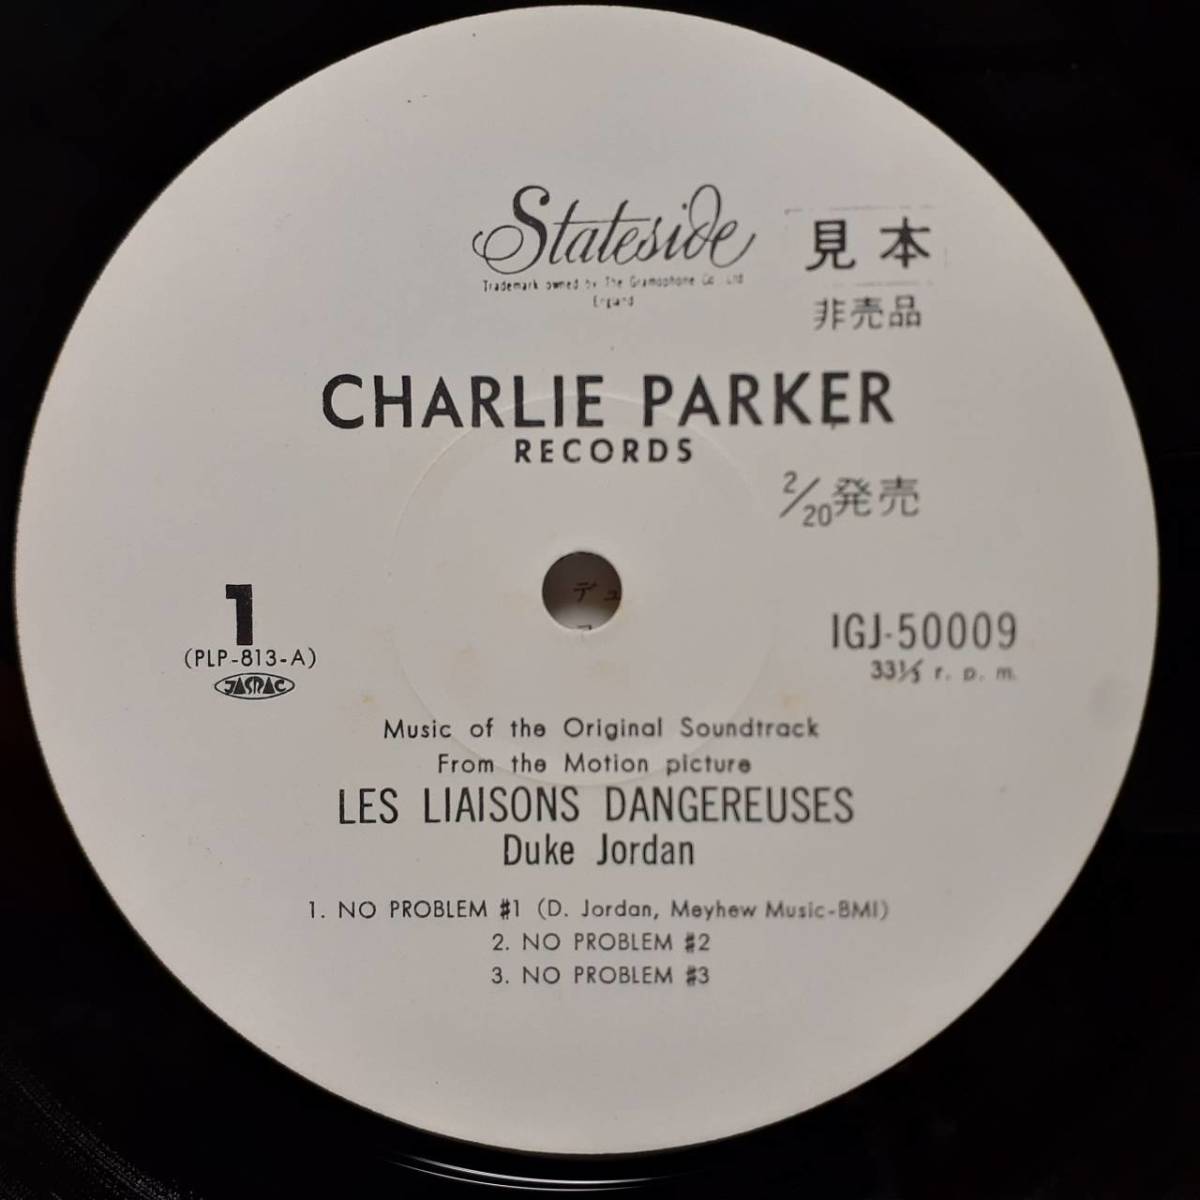 Stateside
見本
Trademark owned by The Gramophone Co. Ltd
England
非売品
CHARLIE PARKER
RECORDS
2/20発売
1
(PLP-813-A)
JASRAC
IGJ-50009
33⅓ r. p. m.
デュ
Music of the Original Soundtrack
From the Motion picture
LES LIAISONS DANGEREUSES
Duke Jordan
1. NO PROBLEM #1 (D. Jordan, Meyhew Music-BMI)
2. NO PROBLEM #2
3. NO PROBLEM #3